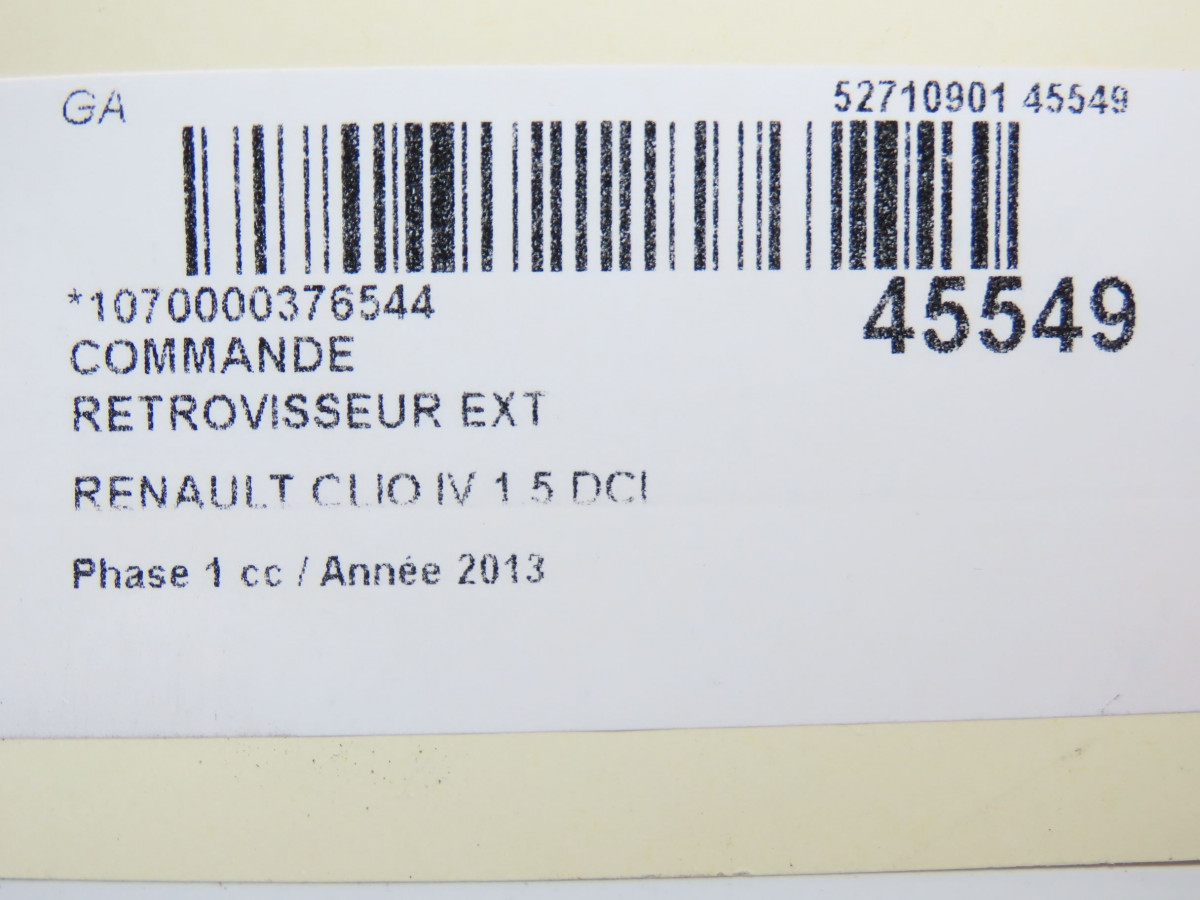 GA
52710901 45549
*1070000376544
45549
COMMANDE
RETROVISSEUR EXT
RENAULT CLIO IV 1.5 DCI
Phase 1 cc / Année 2013